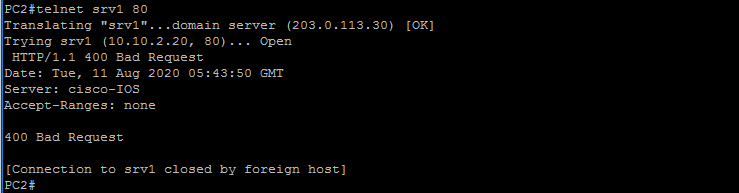 PC2#telnet srv1 80
Translating "srv1"...domain server (203.0.113.30) [OK]
Trying srv1 (10.10.2.20, 80)... Open
HTTP/1.1 400 Bad Request
Date: Tue, 11 Aug 2020 05:43:50 GMT
Server: cisco-IOS
Accept-Ranges: none
400 Bad Request
[Connection to srv1 closed by foreign host]
PC2#